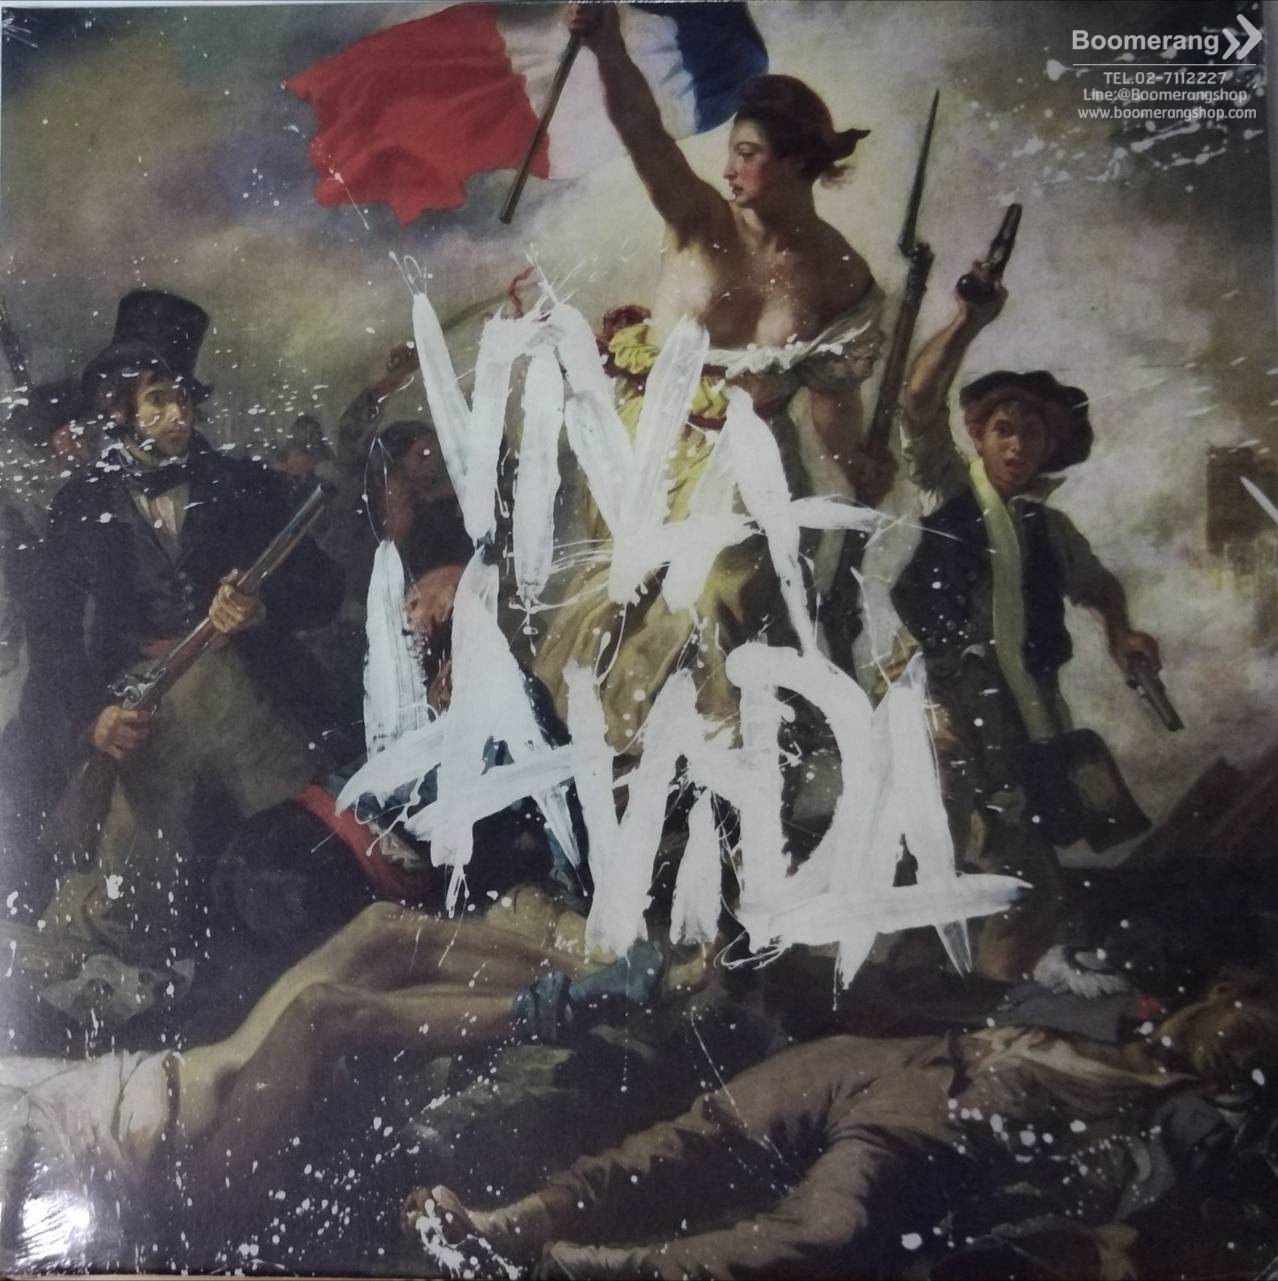 Boomerang
TEL.02-7112227
Line:@Boomerangshop
www.boomerangshop.com
VIVA
LA VIDA